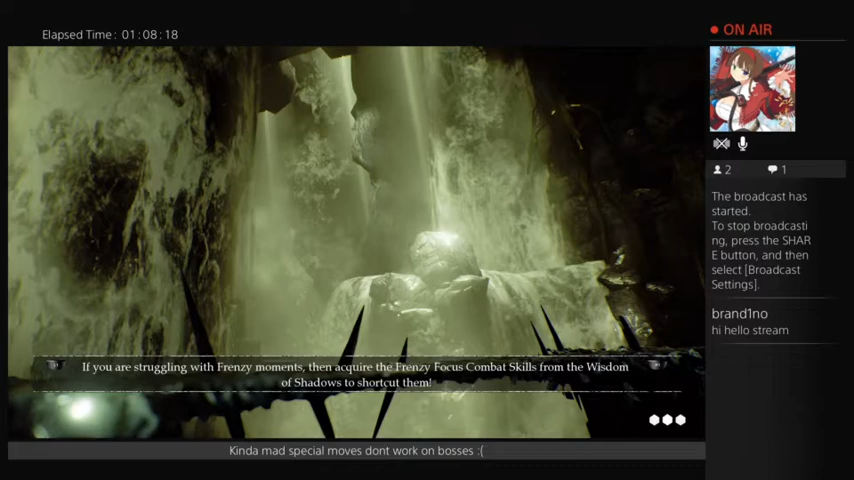 Elapsed Time: 01:08:18
ON AIR
2 1
The broadcast has
started.
To stop broadcasti
ng, press the SHAR
E button, and then
select [Broadcast
Settings].
brand1no
hi hello stream
If you are struggling with Frenzy moments, then acquire the Frenzy Focus Combat Skills from the Wisdom
of Shadows to shortcut them!
Kinda mad special moves dont work on bosses :(